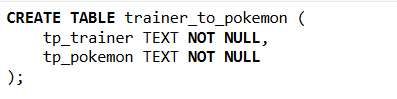 CREATE TABLE trainer_to_pokemon (
    tp_trainer TEXT NOT NULL,
    tp_pokemon TEXT NOT NULL
);